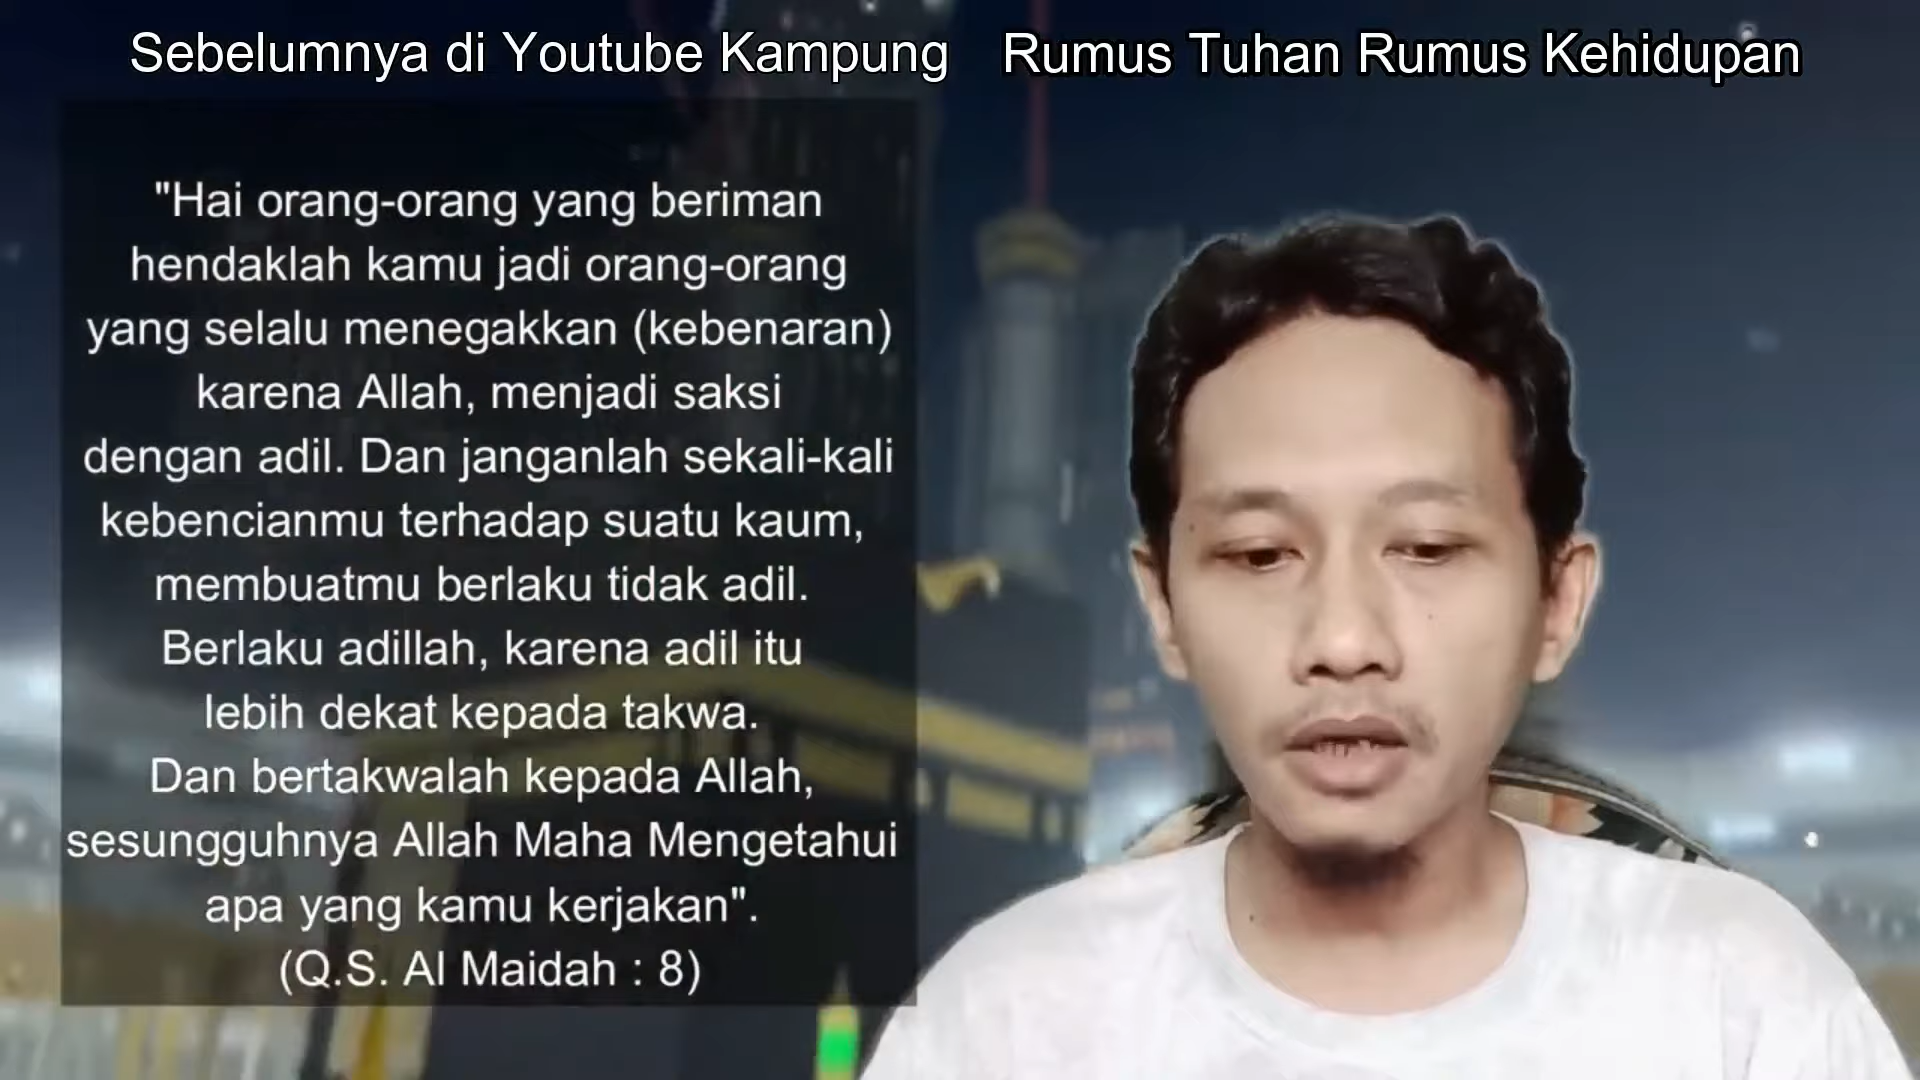 Sebelumnya di Youtube Kampung Rumus Tuhan Rumus Kehidupan
"Hai orang-orang yang beriman
hendaklah kamu jadi orang-orang
yang selalu menegakkan (kebenaran)
karena Allah, menjadi saksi
dengan adil. Dan janganlah sekali-kali
kebencianmu terhadap suatu kaum,
membuatmu berlaku tidak adil.
Berlaku adillah, karena adil itu
lebih dekat kepada takwa.
Dan bertakwalah kepada Allah,
sesungguhnya Allah Maha Mengetahui
apa yang kamu kerjakan".
(Q.S. Al Maidah : 8)